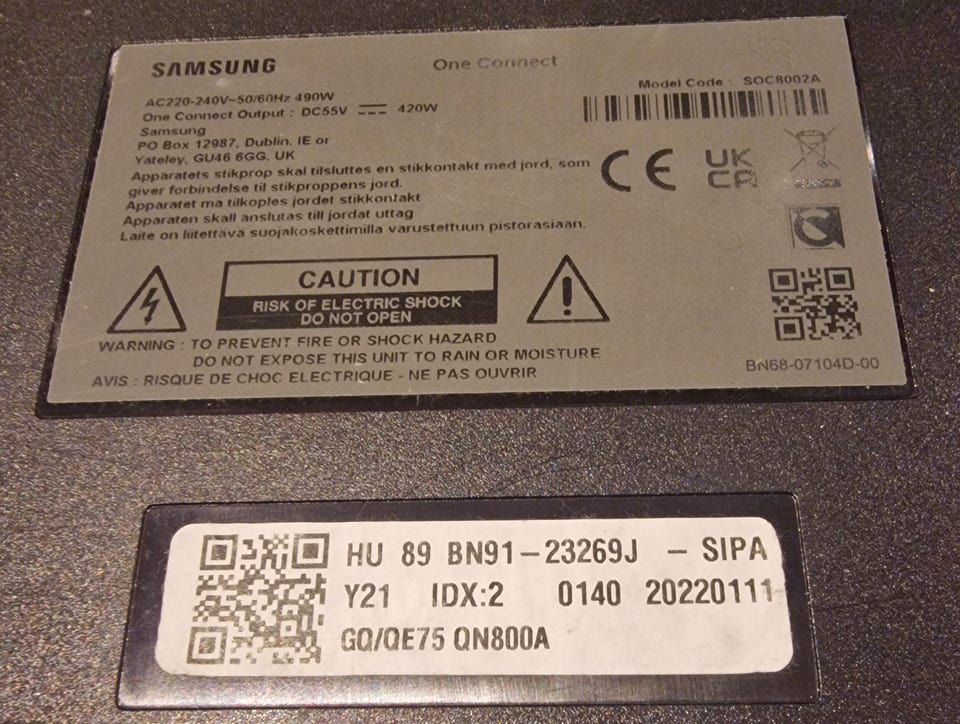 SAMSUNG
One Connect
Model Code : SOC8002A
AC220-240V~50/60Hz 490W
One Connect Output : DC55V ⎓ 420W
Samsung
PO Box 12987, Dublin. IE or
Yateley, GU46 6GG. UK
Apparatets stikprop skal tilsluttes en stikkontakt med jord, som
giver forbindelse til stikproppens jord.
Apparatet ma tilkoples jordet stikkontakt
Apparaten skall anslutas till jordat uttag
Laite on liitettava suojakoskettimilla varustettuun pistorasiaan.
CE
UK
CA
CAUTION
RISK OF ELECTRIC SHOCK
DO NOT OPEN
WARNING : TO PREVENT FIRE OR SHOCK HAZARD
DO NOT EXPOSE THIS UNIT TO RAIN OR MOISTURE
AVIS : RISQUE DE CHOC ELECTRIQUE - NE PAS OUVRIR
BN68-07104D-00
HU 89 BN91-23269J - SIPA
Y21 IDX:2 0140 20220111
GQ/QE75 QN800A